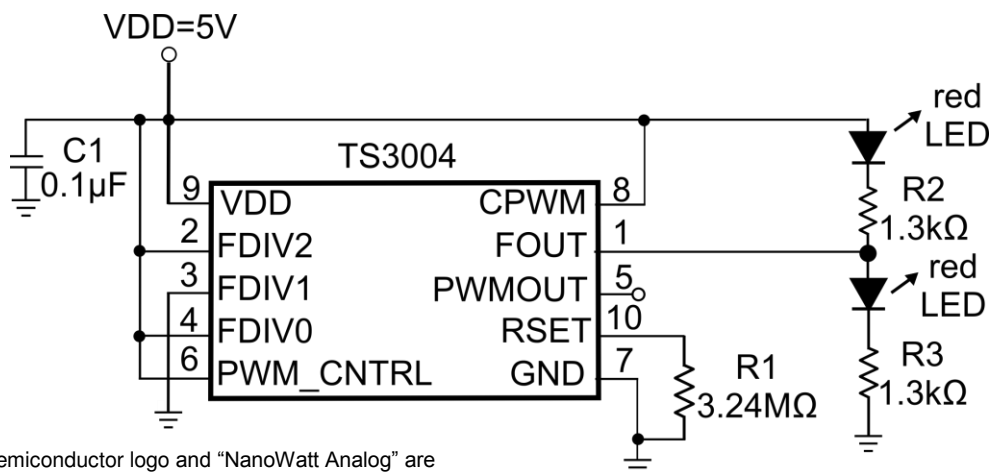 VDD=5V
red
LED
C1
0.1µF
TS3004
R2
1.3kΩ
9
VDD
CPWM
8
2
FDIV2
FOUT
1
3
FDIV1
PWMOUT
5
red
LED
4
FDIV0
RSET
10
6
PWM_CNTRL
GND
7
R1
3.24MΩ
R3
1.3kΩ
emiconductor logo and “NanoWatt Analog” are